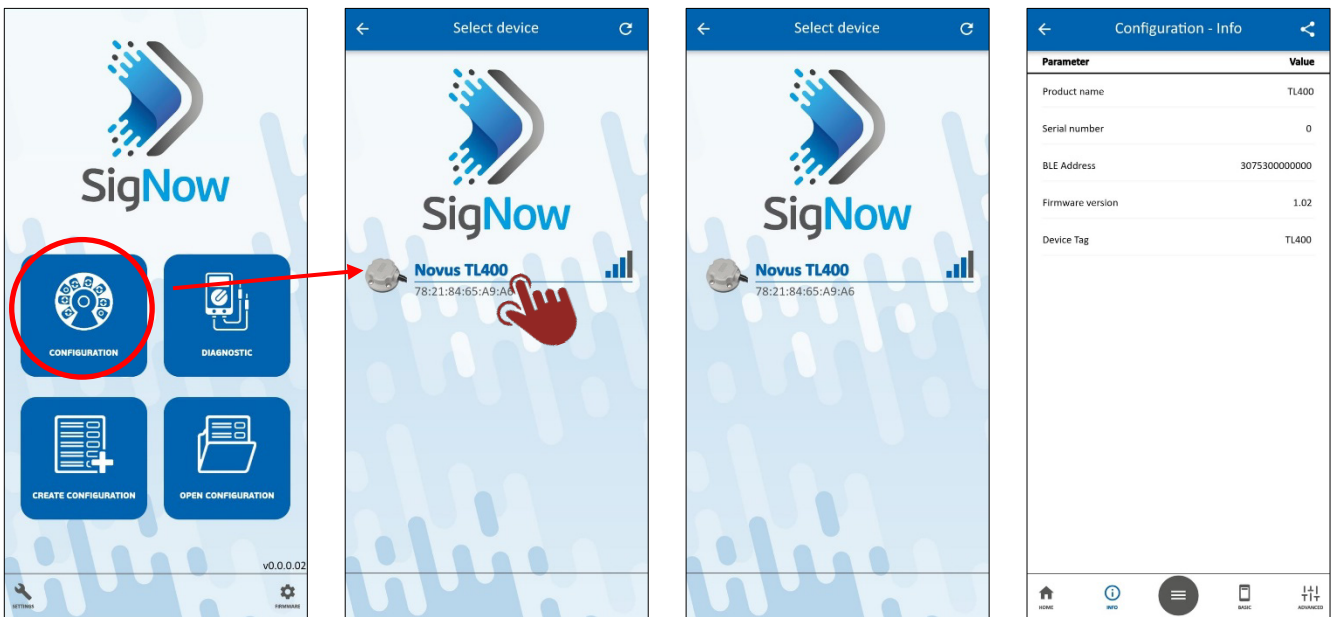 SigNow
CONFIGURATION
DIAGNOSTIC
CREATE CONFIGURATION
OPEN CONFIGURATION
v0.0.0.02
SETTINGS
FIRMWARE
Select device
SigNow
Novus TL400
78:21:84:65:A9:A6
Select device
SigNow
Novus TL400
78:21:84:65:A9:A6
Configuration - Info
Parameter Value
Product name TL400
Serial number 0
BLE Address 3075300000000
Firmware version 1.02
Device Tag TL400
HOME
INFO
BASIC
ADVANCED